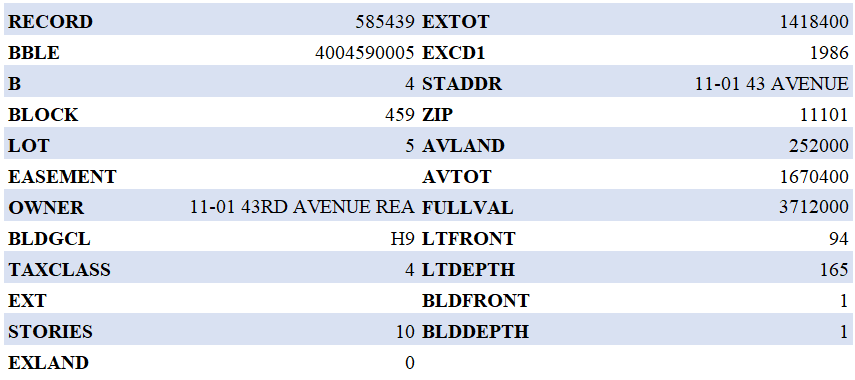 RECORD 585439 EXTOT 1418400
BBLE 4004590005 EXCD1 1986
B 4 STADDR 11-01 43 AVENUE
BLOCK 459 ZIP 11101
LOT 5 AVLAND 252000
EASEMENT AVTOT 1670400
OWNER 11-01 43RD AVENUE REA FULLVAL 3712000
BLDGCL H9 LTFRONT 94
TAXCLASS 4 LTDEPTH 165
EXT BLDFRONT 1
STORIES 10 BLDDEPTH 1
EXLAND 0